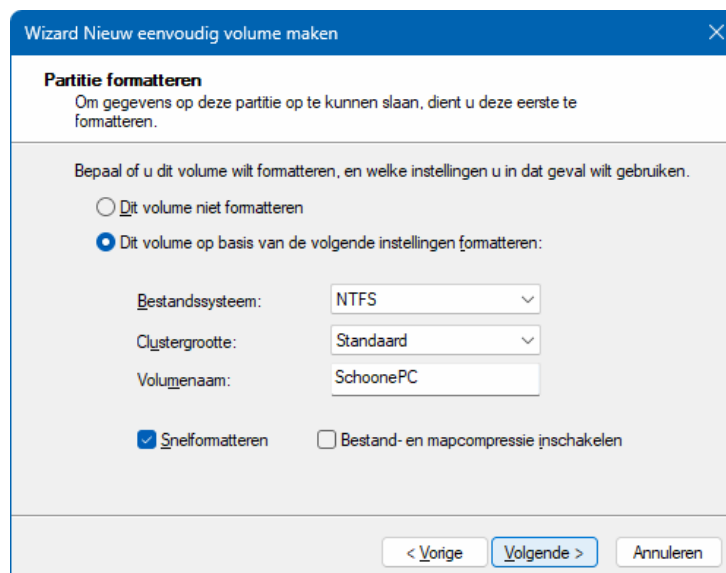 Wizard Nieuw eenvoudig volume maken
Partitie formatteren
Om gegevens op deze partitie op te kunnen slaan, dient u deze eerste te
formatteren.
Bepaal of u dit volume wilt formatteren, en welke instellingen u in dat geval wilt gebruiken.
Dit volume niet formatteren
Dit volume op basis van de volgende instellingen formatteren:
Bestandssysteem: NTFS
Clustergrootte: Standaard
Volumenaam: SchoonePC
Snelformatteren Bestand- en mapcompressie inschakelen
< Vorige Volgende > Annuleren